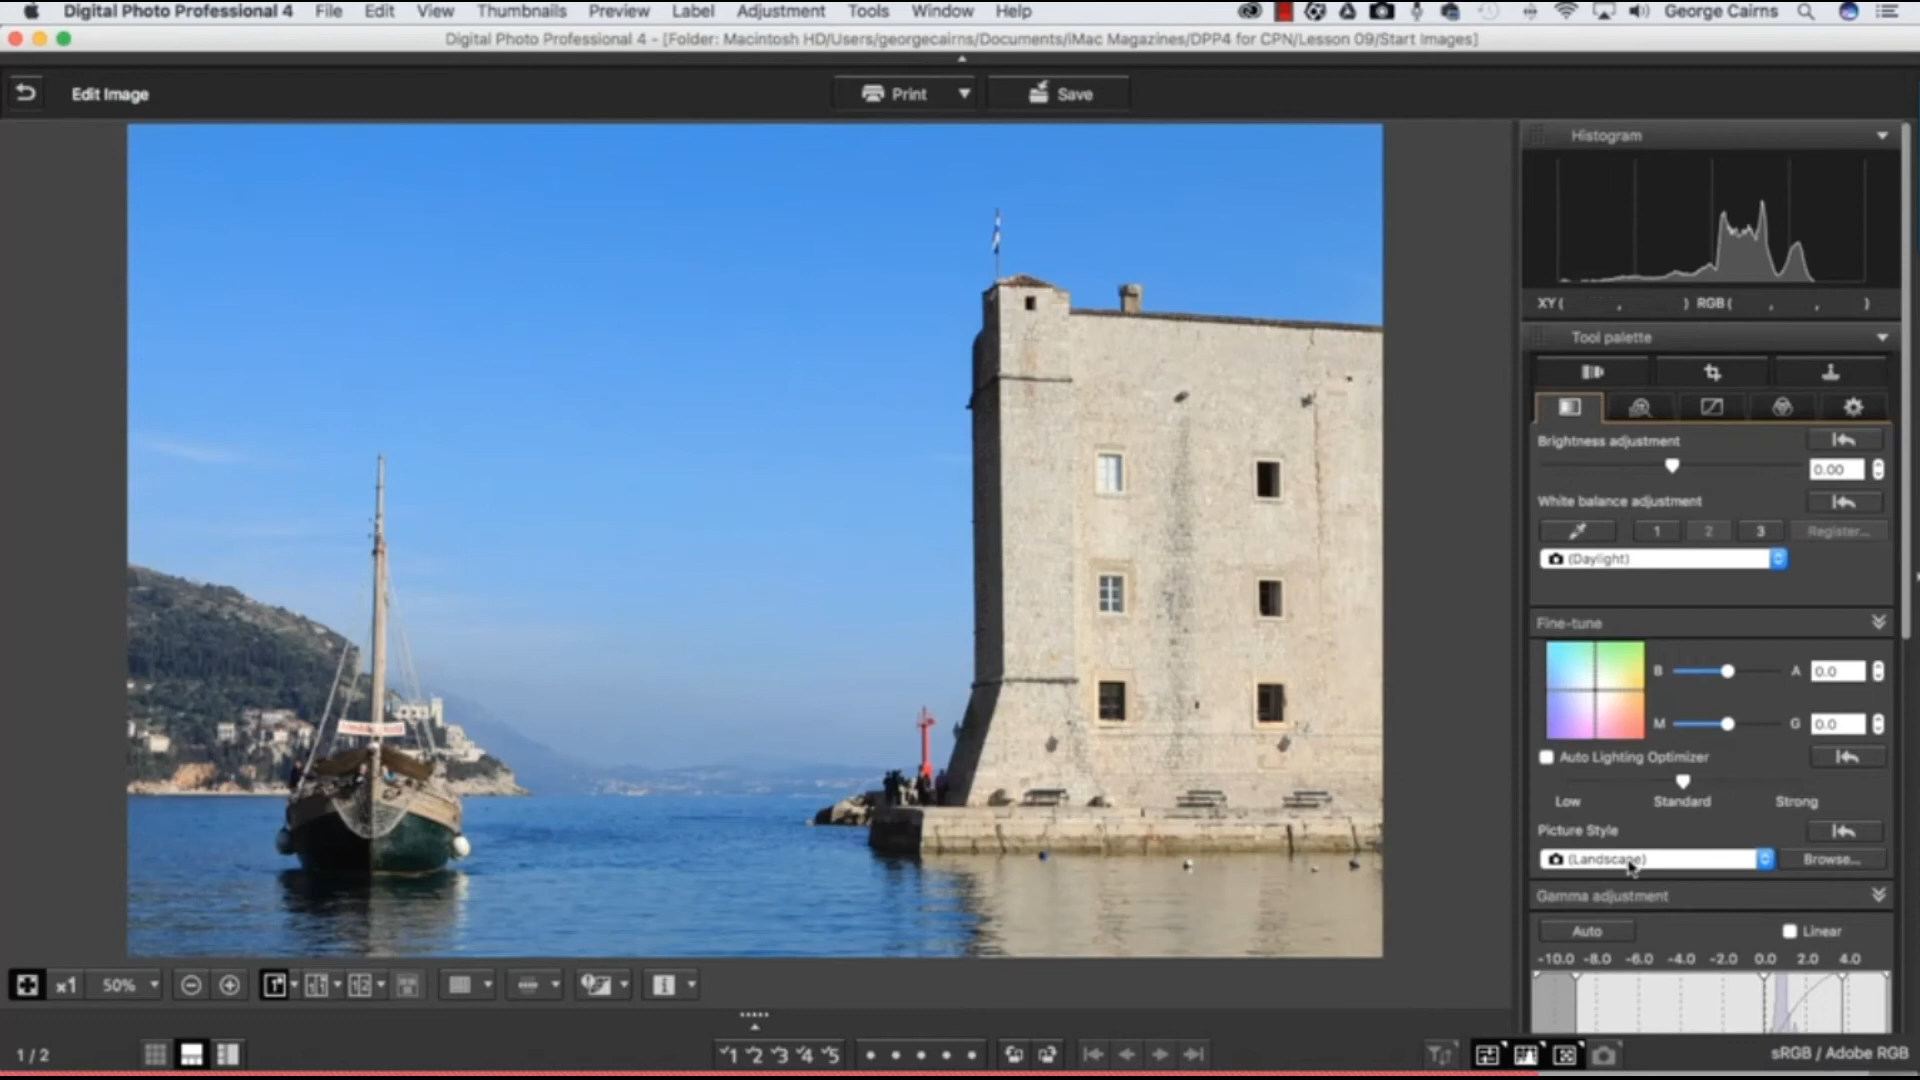 Digital Photo Professional 4 File Edit View Thumbnails Preview Label Adjustment Tools Window Help George Cairns
Digital Photo Professional 4 - [Folder: Macintosh HD/Users/georgecairns/Documents/iMac Magazines/DPP4 for CPN/Lesson 09/Start Images]
Edit Image Print Save
Histogram
XY( , ) RGB( , , )
Tool palette
Brightness adjustment
0.00
White balance adjustment
1 2 3 Register...
(Daylight)
Fine-tune
B A 0.0
M G 0.0
Auto Lighting Optimizer
Low Standard Strong
Picture Style
(Landscape) Browse...
Gamma adjustment
Auto Linear
-10.0 -8.0 -6.0 -4.0 -2.0 0.0 2.0 4.0
x1 50%
1 / 2 1 2 3 4 5 sRGB / Adobe RGB